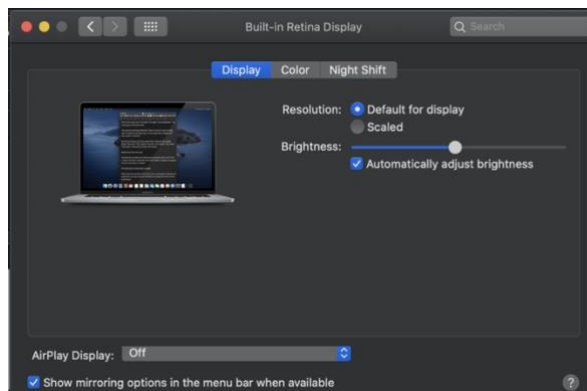 Built-in Retina Display
Search
Display Color Night Shift
Resolution: Default for display
Scaled
Brightness:
Automatically adjust brightness
AirPlay Display: Off
Show mirroring options in the menu bar when available
?